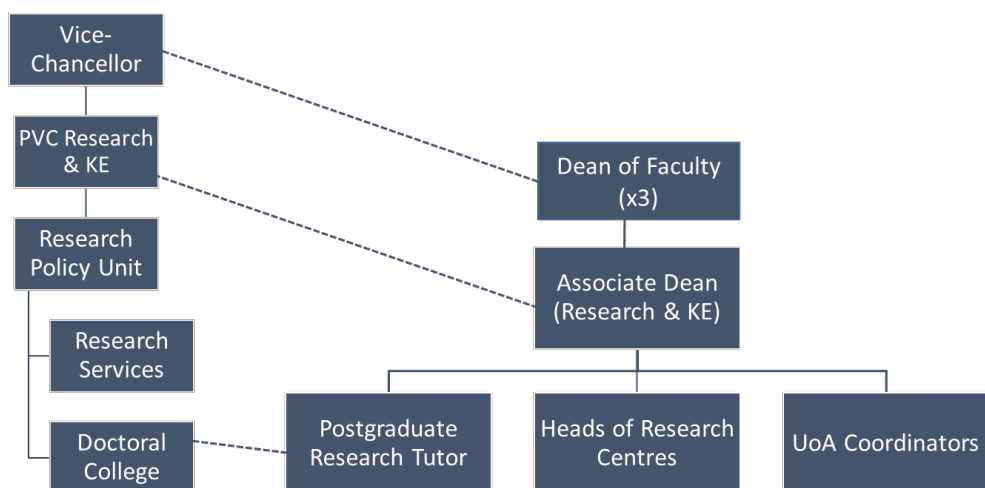 Vice-
Chancellor
PVC Research
& KE
Research
Policy Unit
Research
Services
Doctoral
College
Dean of Faculty
(x3)
Associate Dean
(Research & KE)
Postgraduate
Research Tutor
Heads of Research
Centres
UoA Coordinators